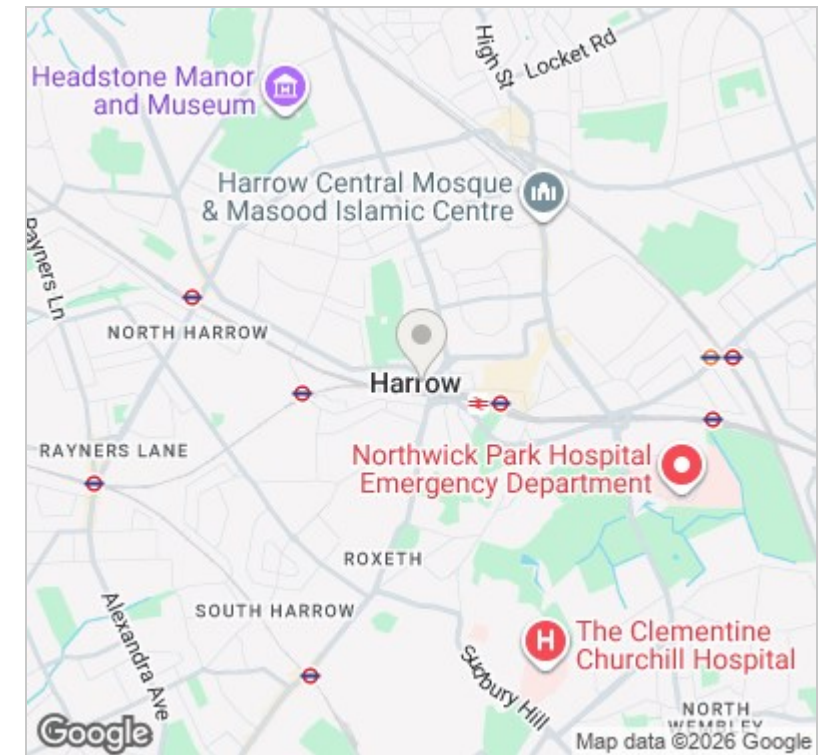 High St
Locket Rd
Headstone Manor
and Museum
Harrow Central Mosque
& Masood Islamic Centre
Rayners Ln
NORTH HARROW
Harrow
RAYNERS LANE
Northwick Park Hospital
Emergency Department
ROXETH
SOUTH HARROW
Alexandra Ave
Sudbury Hill
H
The Clementine
Churchill Hospital
NORTH
WEMBLEY
Google
Map data ©2026 Google